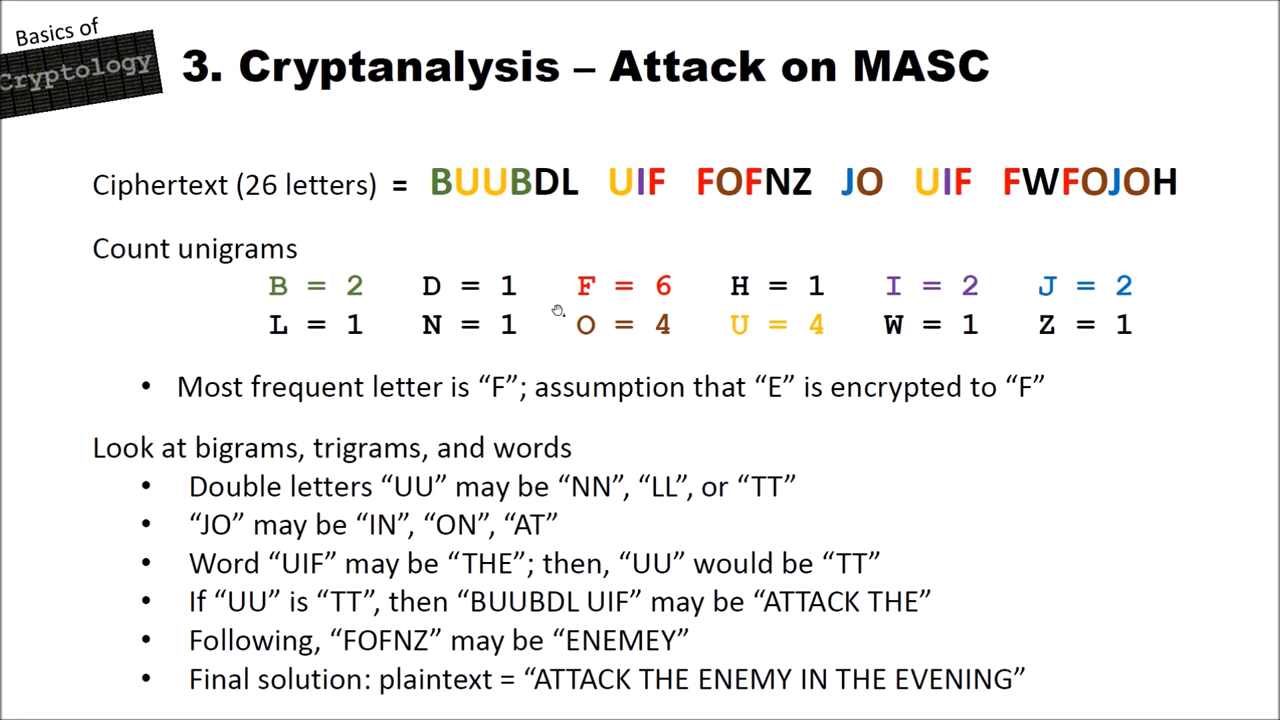 Basics of
Cryptology
3. Cryptanalysis – Attack on MASC
Ciphertext (26 letters) = BUUBDL UIF FOFNZ JO UIF FWFOJOH
Count unigrams
B = 2 D = 1 F = 6 H = 1 I = 2 J = 2
L = 1 N = 1 O = 4 U = 4 W = 1 Z = 1
• Most frequent letter is “F”; assumption that “E” is encrypted to “F”
Look at bigrams, trigrams, and words
• Double letters “UU” may be “NN”, “LL”, or “TT”
• “JO” may be “IN”, “ON”, “AT”
• Word “UIF” may be “THE”; then, “UU” would be “TT”
• If “UU” is “TT”, then “BUUBDL UIF” may be “ATTACK THE”
• Following, “FOFNZ” may be “ENEMEY”
• Final solution: plaintext = “ATTACK THE ENEMY IN THE EVENING”